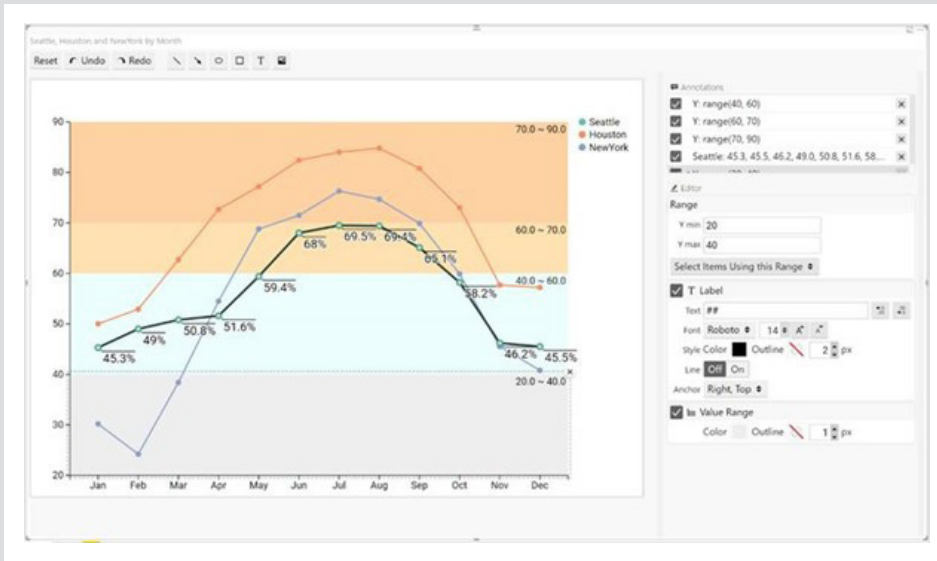 Seattle, Houston and NewYork by Month
Reset Undo Redo T
90
80
70
60
50
40
30
20
Jan Feb Mar Apr May Jun Jul Aug Sep Oct Nov Dec
70.0 ~ 90.0
60.0 ~ 70.0
40.0 ~ 60.0
20.0 ~ 40.0
45.3%
49%
50.8%
51.6%
59.4%
68%
69.5%
69.4%
65.1%
58.2%
46.2%
45.5%
Seattle
Houston
NewYork
Annotations
Y: range(40, 60)
Y: range(60, 70)
Y: range(70, 90)
Seattle: 45.3, 45.5, 46.2, 49.0, 50.8, 51.6, 58...
Editor
Range
Y min 20
Y max 40
Select Items Using this Range
T Label
Text ##
Font Roboto 14
Style Color Outline 2 px
Line Off On
Anchor Right, Top
Value Range
Color Outline 1 px